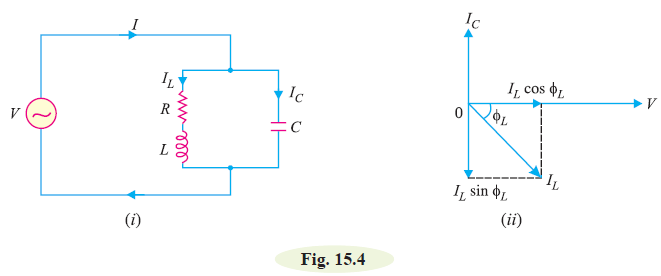 I
V
I_L
R
L
I_C
C
(i)
I_C
I_L cos ϕ_L
V
0
ϕ_L
I_L sin ϕ_L
I_L
(ii)
Fig. 15.4